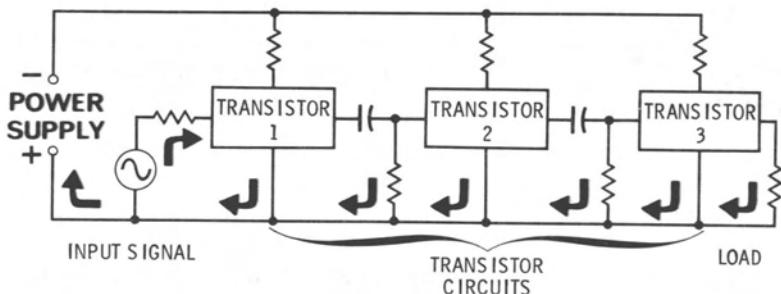 −
POWER
SUPPLY
+
TRANSISTOR
1
TRANSISTOR
2
TRANSISTOR
3
INPUT SIGNAL
TRANSISTOR
CIRCUITS
LOAD